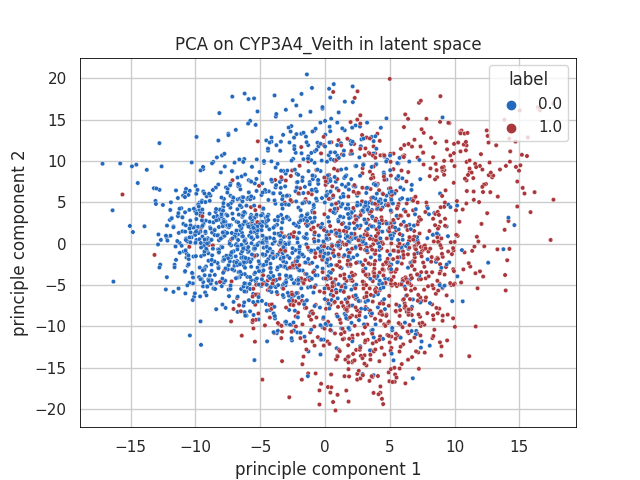 PCA on CYP3A4_Veith in latent space
label
0.0
1.0
20
15
10
5
0
−5
−10
−15
−20
principle component 2
−15 −10 −5 0 5 10 15
principle component 1